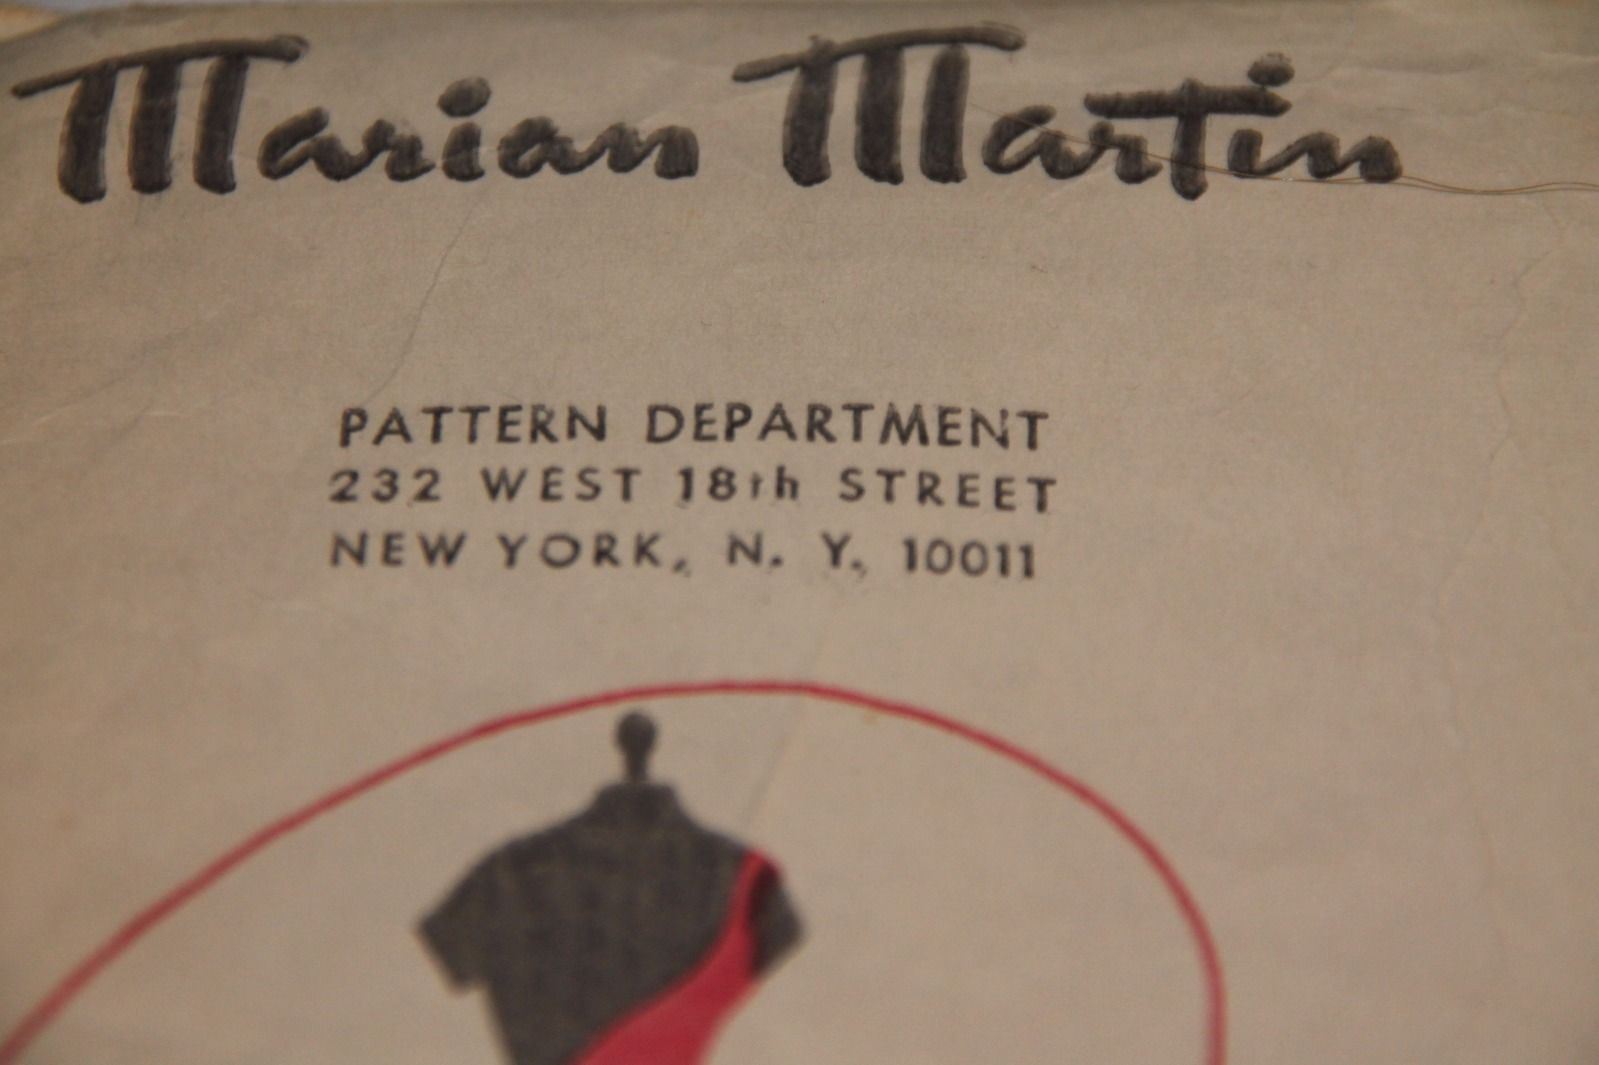 Marian Martin
PATTERN DEPARTMENT
232 WEST 18th STREET
NEW YORK, N. Y. 10011